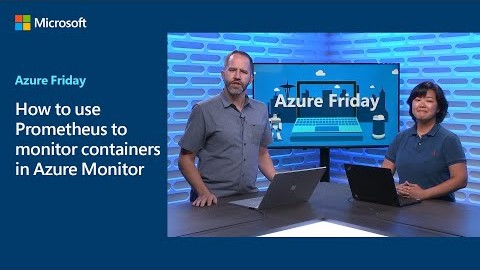 Microsoft
Azure Friday
How to use
Prometheus to
monitor containers
in Azure Monitor
Azure Friday